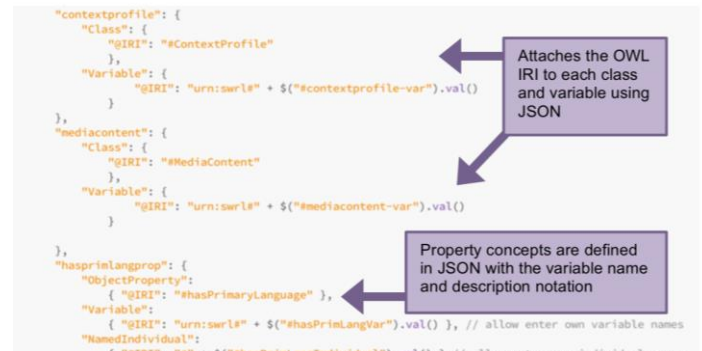 "contextprofile": {
"Class": {
"@IRI": "#ContextProfile"
},
"Variable": {
"@IRI": "urn:swrl#" + $("#contextprofile-var").val()
}
},
"mediacontent": {
"Class": {
"@IRI": "#MediaContent"
},
"Variable": {
"@IRI": "urn:swrl#" + $("#mediacontent-var").val()
}
},
"hasprimlangprop": {
"ObjectProperty":
{ "@IRI": "#hasPrimaryLanguage" },
"Variable":
{ "@IRI": "urn:swrl#" + $("#hasPrimLangVar").val() }, // allow enter own variable names
"NamedIndividual":
Attaches the OWL
IRI to each class
and variable using
JSON
Property concepts are defined
in JSON with the variable name
and description notation